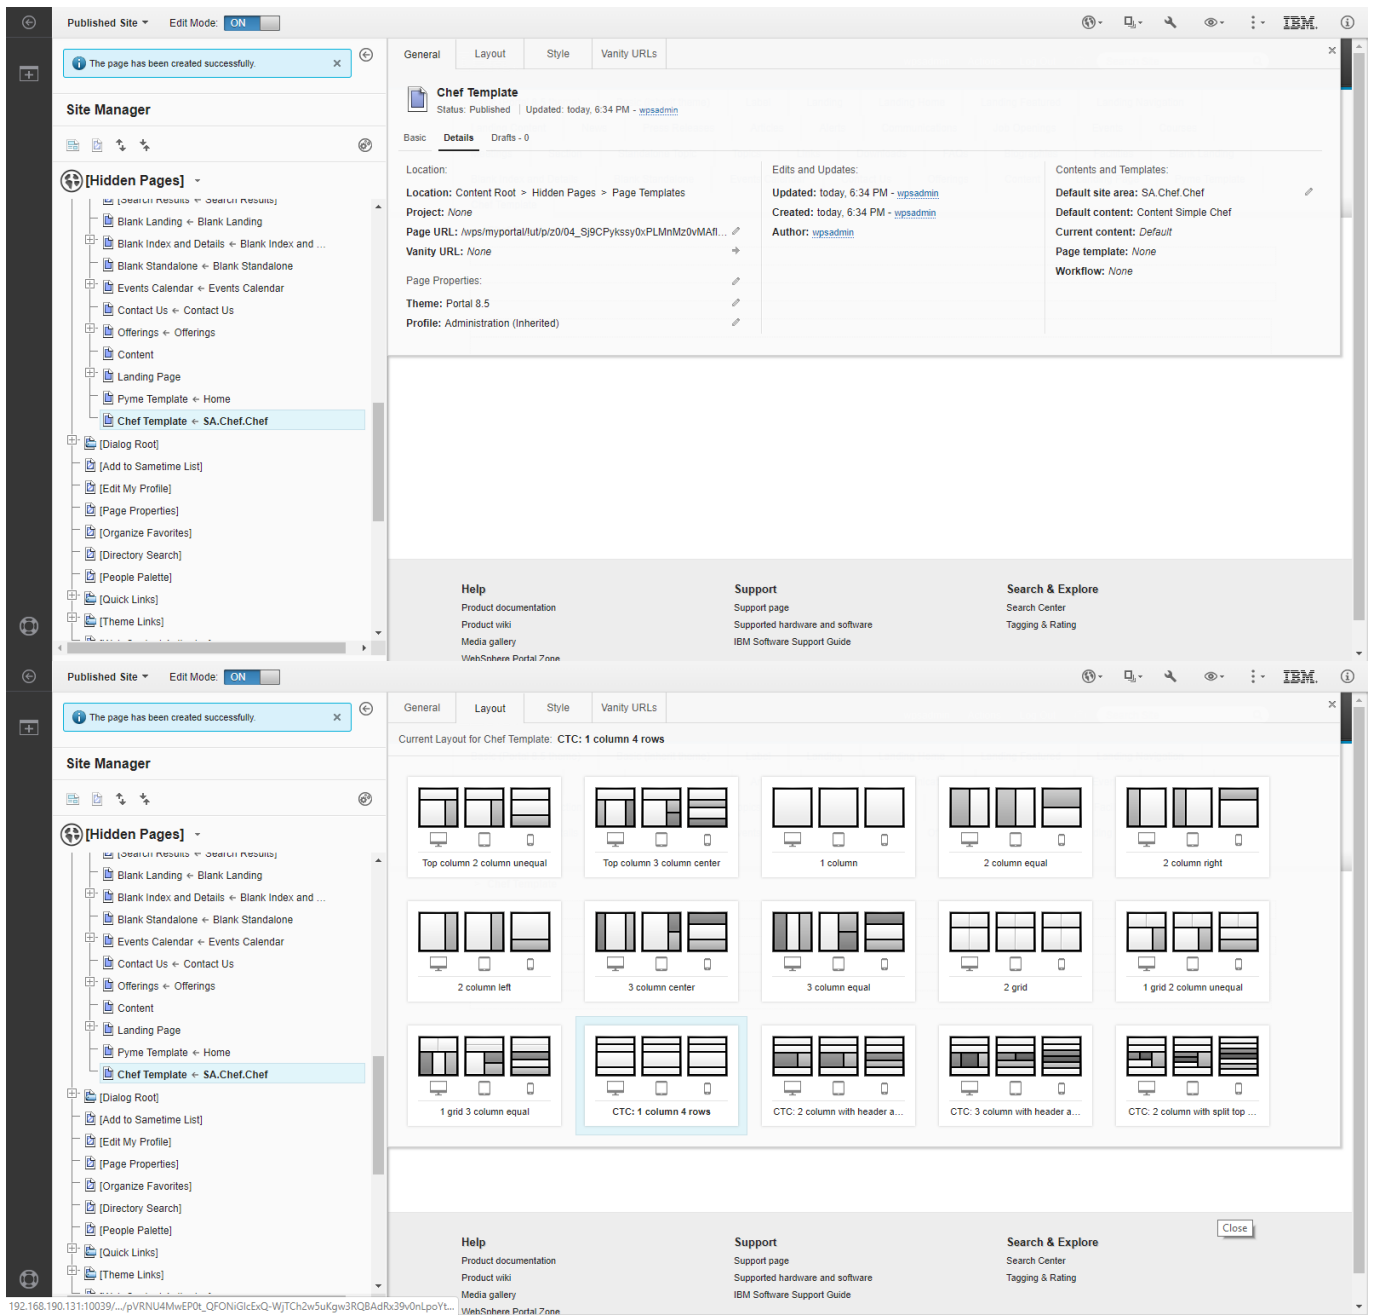 Published Site
Edit Mode: ON
IBM.
The page has been created successfully.
Site Manager
[Hidden Pages]
[Search Results ← Search Results]
Blank Landing ← Blank Landing
Blank Index and Details ← Blank Index and ...
Blank Standalone ← Blank Standalone
Events Calendar ← Events Calendar
Contact Us ← Contact Us
Offerings ← Offerings
Content
Landing Page
Pyme Template ← Home
Chef Template ← SA.Chef.Chef
[Dialog Root]
[Add to Sametime List]
[Edit My Profile]
[Page Properties]
[Organize Favorites]
[Directory Search]
[People Palette]
[Quick Links]
[Theme Links]
General Layout Style Vanity URLs
Chef Template
Status: Published | Updated: today, 6:34 PM - wpsadmin
Basic Details Drafts - 0
Location:
Location: Content Root > Hidden Pages > Page Templates
Project: None
Page URL: /wps/myportal/!ut/p/z0/04_Sj9CPykssy0xPLMnMz0vMAfI...
Vanity URL: None
Page Properties:
Theme: Portal 8.5
Profile: Administration (Inherited)
Edits and Updates:
Updated: today, 6:34 PM - wpsadmin
Created: today, 6:34 PM - wpsadmin
Author: wpsadmin
Contents and Templates:
Default site area: SA.Chef.Chef
Default content: Content Simple Chef
Current content: Default
Page template: None
Workflow: None
Help
Product documentation
Product wiki
Media gallery
WebSphere Portal Zone
Support
Support page
Supported hardware and software
IBM Software Support Guide
Search & Explore
Search Center
Tagging & Rating
Published Site
Edit Mode: ON
IBM.
The page has been created successfully.
Site Manager
[Hidden Pages]
[Search Results ← Search Results]
Blank Landing ← Blank Landing
Blank Index and Details ← Blank Index and ...
Blank Standalone ← Blank Standalone
Events Calendar ← Events Calendar
Contact Us ← Contact Us
Offerings ← Offerings
Content
Landing Page
Pyme Template ← Home
Chef Template ← SA.Chef.Chef
[Dialog Root]
[Add to Sametime List]
[Edit My Profile]
[Page Properties]
[Organize Favorites]
[Directory Search]
[People Palette]
[Quick Links]
[Theme Links]
General Layout Style Vanity URLs
Current Layout for Chef Template: CTC: 1 column 4 rows
Top column 2 column unequal
Top column 3 column center
1 column
2 column equal
2 column right
2 column left
3 column center
3 column equal
2 grid
1 grid 2 column unequal
1 grid 3 column equal
CTC: 1 column 4 rows
CTC: 2 column with header a...
CTC: 3 column with header a...
CTC: 2 column with split top ...
Close
Help
Product documentation
Product wiki
Media gallery
WebSphere Portal Zone
Support
Support page
Supported hardware and software
IBM Software Support Guide
Search & Explore
Search Center
Tagging & Rating
192.168.190.131:10039/.../pVRNU4MwEP0t_QFONiGlcExQ-WjTCh2w5uKgw3RQBAdRx39v0nLpoYt...